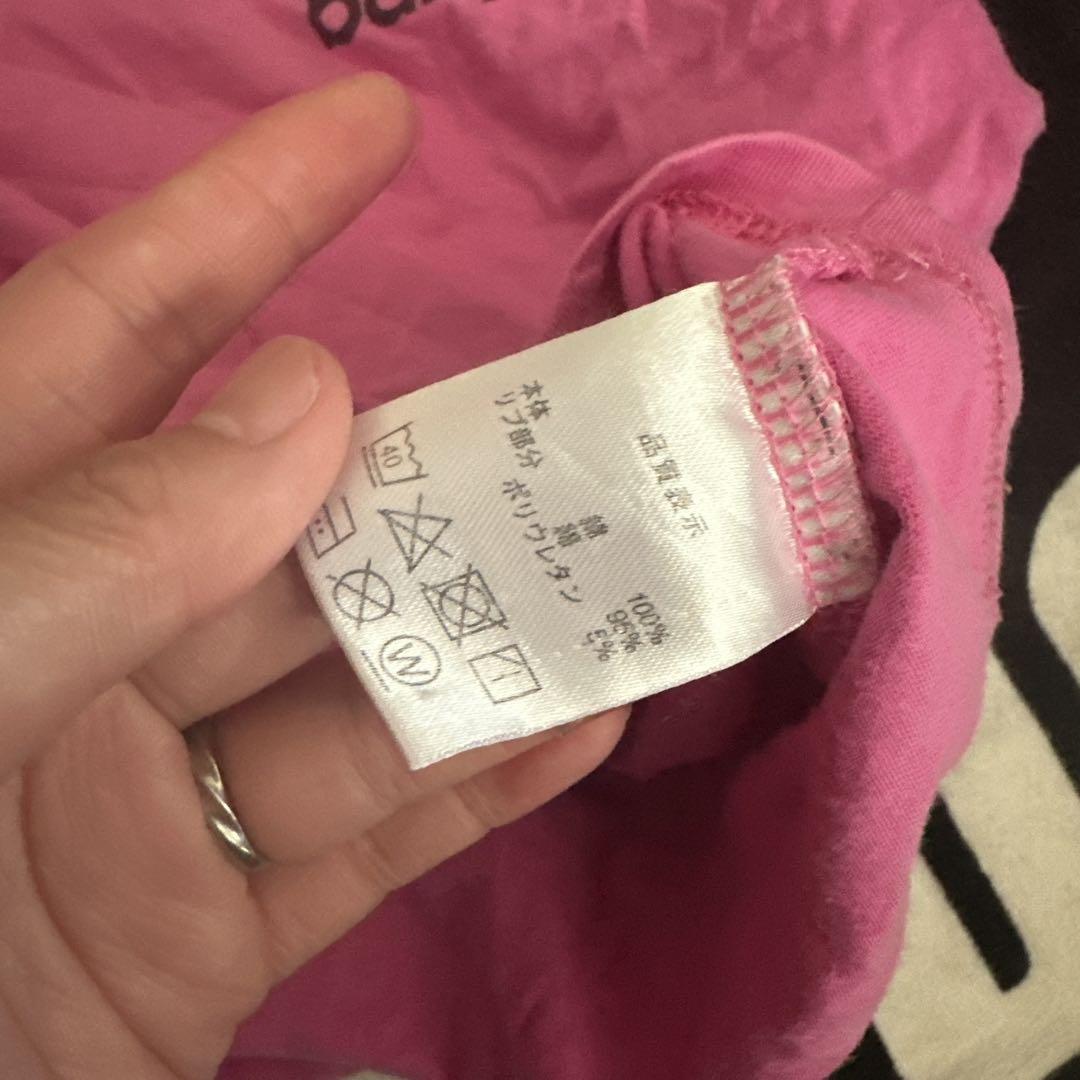 品質表示
本体 綿 100%
リブ部分 綿 95%
ポリウレタン 5%
40
W